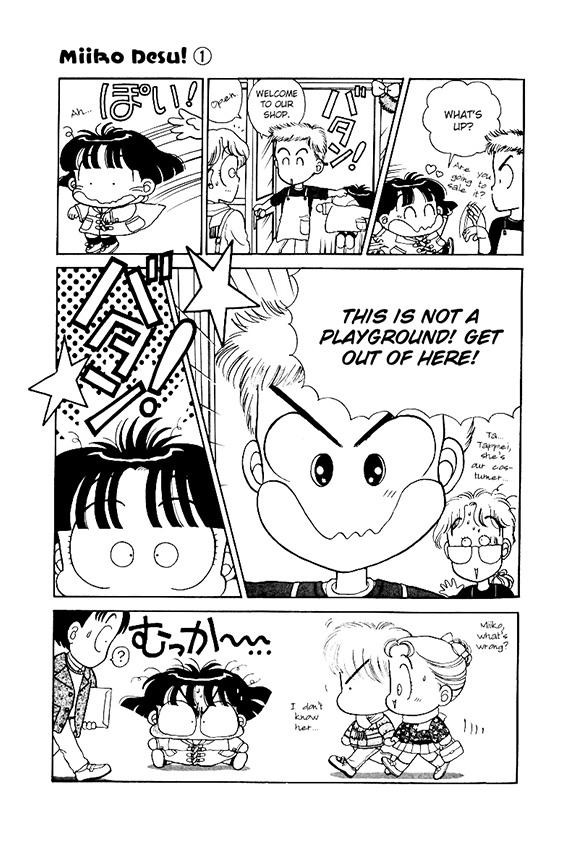 Miiko Desu! ①
Ah...
ぽい!
Open.
WELCOME
TO OUR
SHOP.
バタン!
WHAT'S
UP?
Are you
going to
sale it?
バターン!
THIS IS NOT A
PLAYGROUND! GET
OUT OF HERE!
Ta...
Tappei,
she's
our cos-
tumer...
?
むっか〜…
I don't
know
her...
Miiko,
what's
wrong?